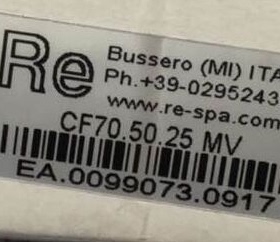 Re
Bussero (MI) ITA
Ph.+39-0295243
www.re-spa.com
CF70.50.25 MV
EA.0099073.0917